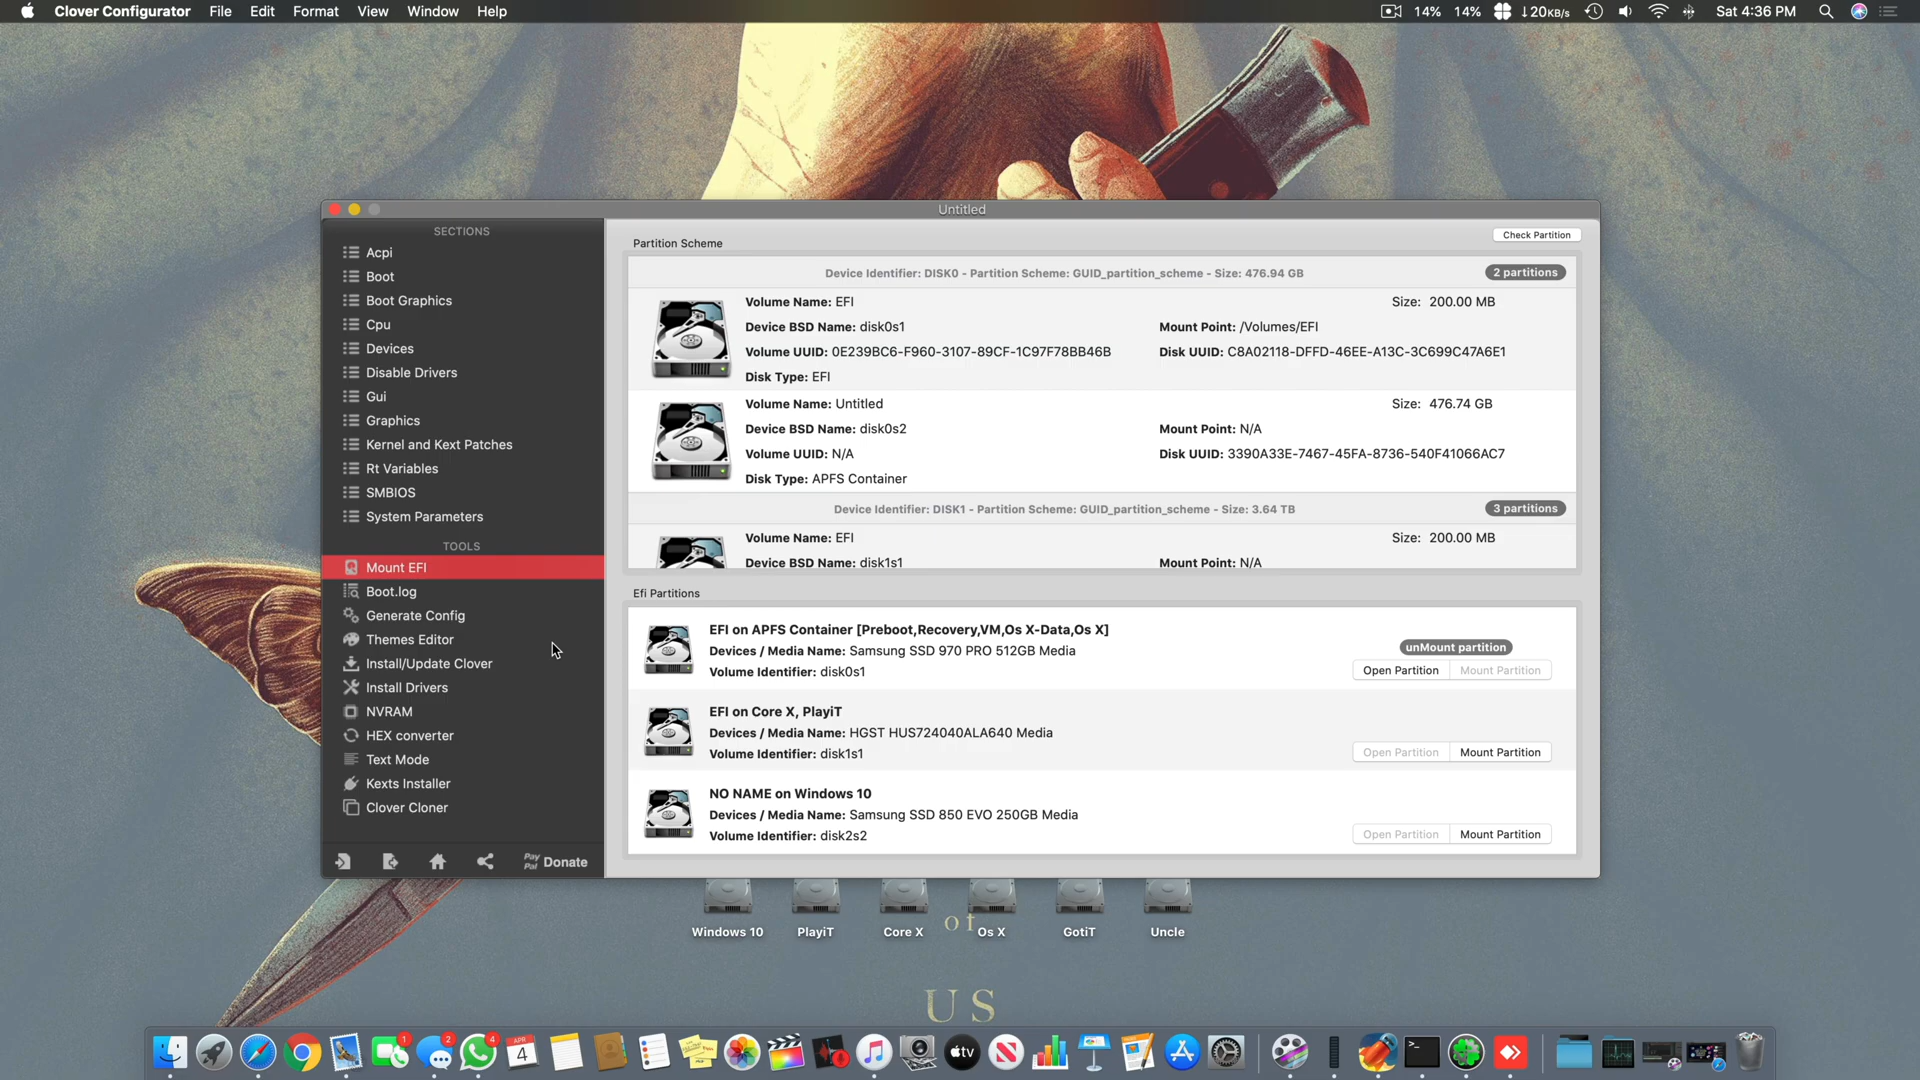 Clover Configurator File Edit Format View Window Help
14% 14% ↓20KB/s Sat 4:36 PM
Untitled
SECTIONS
Acpi
Boot
Boot Graphics
Cpu
Devices
Disable Drivers
Gui
Graphics
Kernel and Kext Patches
Rt Variables
SMBIOS
System Parameters
TOOLS
Mount EFI
Boot.log
Generate Config
Themes Editor
Install/Update Clover
Install Drivers
NVRAM
HEX converter
Text Mode
Kexts Installer
Clover Cloner
PayPal Donate
Partition Scheme
Check Partition
Device Identifier: DISK0 - Partition Scheme: GUID_partition_scheme - Size: 476.94 GB
2 partitions
Volume Name: EFI
Size: 200.00 MB
Device BSD Name: disk0s1
Mount Point: /Volumes/EFI
Volume UUID: 0E239BC6-F960-3107-89CF-1C97F78BB46B
Disk UUID: C8A02118-DFFD-46EE-A13C-3C699C47A6E1
Disk Type: EFI
Volume Name: Untitled
Size: 476.74 GB
Device BSD Name: disk0s2
Mount Point: N/A
Volume UUID: N/A
Disk UUID: 3390A33E-7467-45FA-8736-540F41066AC7
Disk Type: APFS Container
Device Identifier: DISK1 - Partition Scheme: GUID_partition_scheme - Size: 3.64 TB
3 partitions
Volume Name: EFI
Size: 200.00 MB
Device BSD Name: disk1s1
Mount Point: N/A
Efi Partitions
EFI on APFS Container [Preboot,Recovery,VM,Os X-Data,Os X]
Devices / Media Name: Samsung SSD 970 PRO 512GB Media
Volume Identifier: disk0s1
unMount partition
Open Partition Mount Partition
EFI on Core X, PlayiT
Devices / Media Name: HGST HUS724040ALA640 Media
Volume Identifier: disk1s1
Open Partition Mount Partition
NO NAME on Windows 10
Devices / Media Name: Samsung SSD 850 EVO 250GB Media
Volume Identifier: disk2s2
Open Partition Mount Partition
of
Windows 10 PlayiT Core X Os X GotiT Uncle
US
1 2 4 APR 4 tv